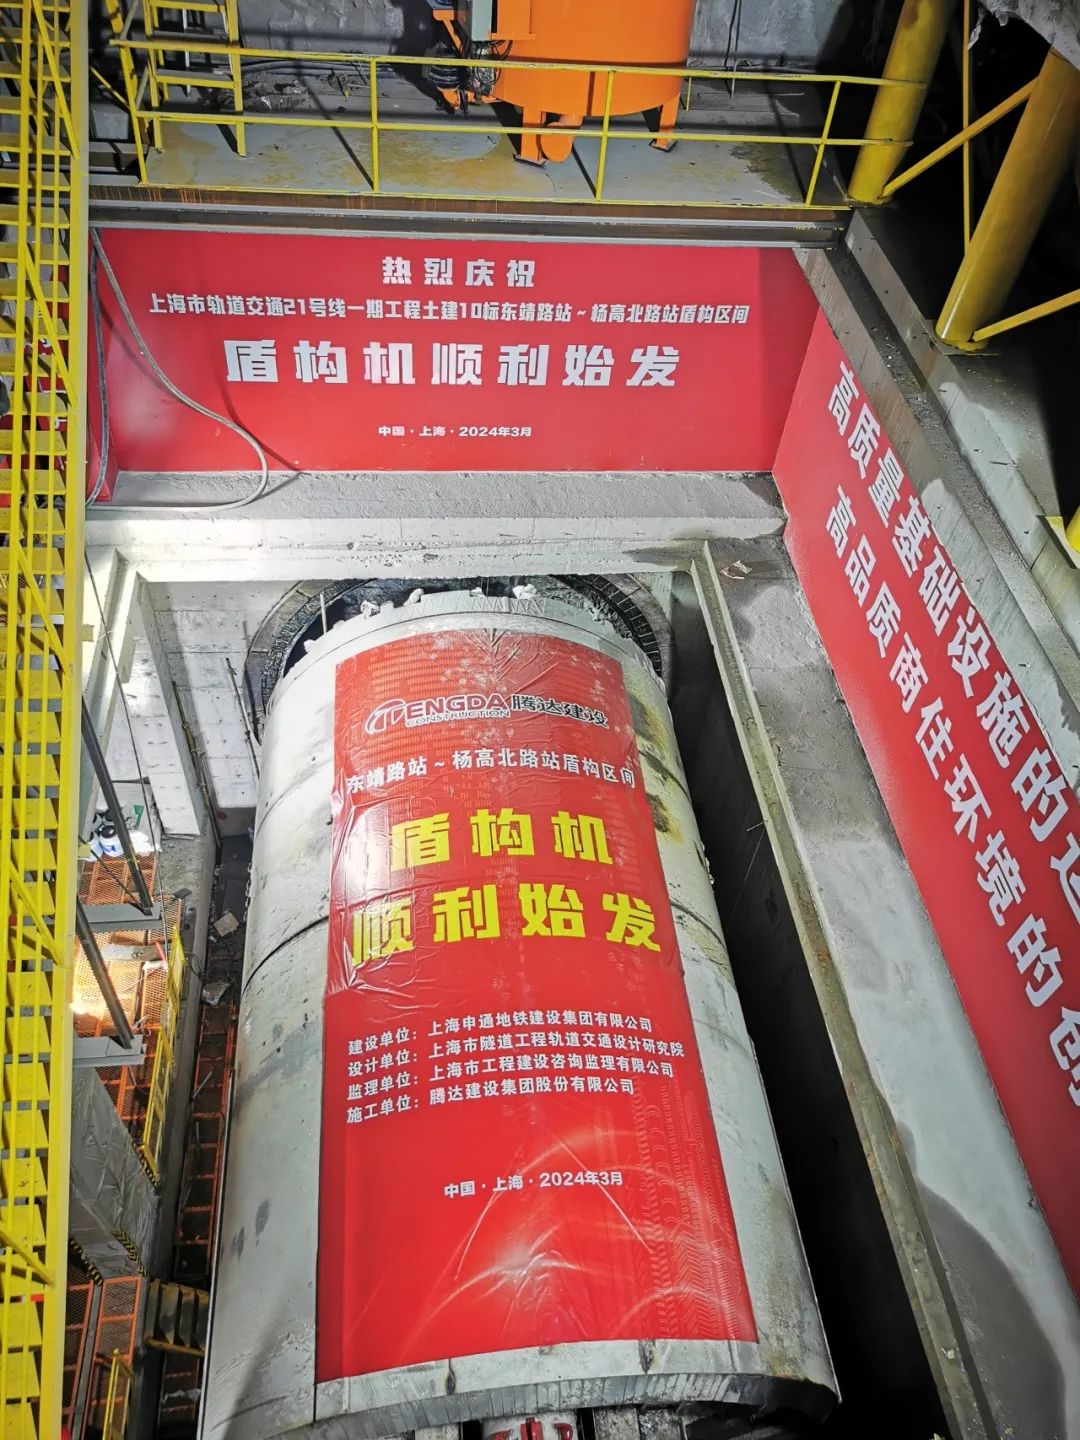 热烈庆祝
上海市轨道交通21号线一期工程土建10标东靖路站~杨高北路站盾构区间
盾构机顺利始发
中国·上海·2024年3月
高质量基础设施的
高品质商住环境的创
TENGDA CONSTRUCTION 腾达建设
东靖路站~杨高北路站盾构区间
盾构机
顺利始发
建设单位：上海申通地铁建设集团有限公司
设计单位：上海市隧道工程轨道交通设计研究院
监理单位：上海市工程建设咨询监理有限公司
施工单位：腾达建设集团股份有限公司
中国·上海·2024年3月